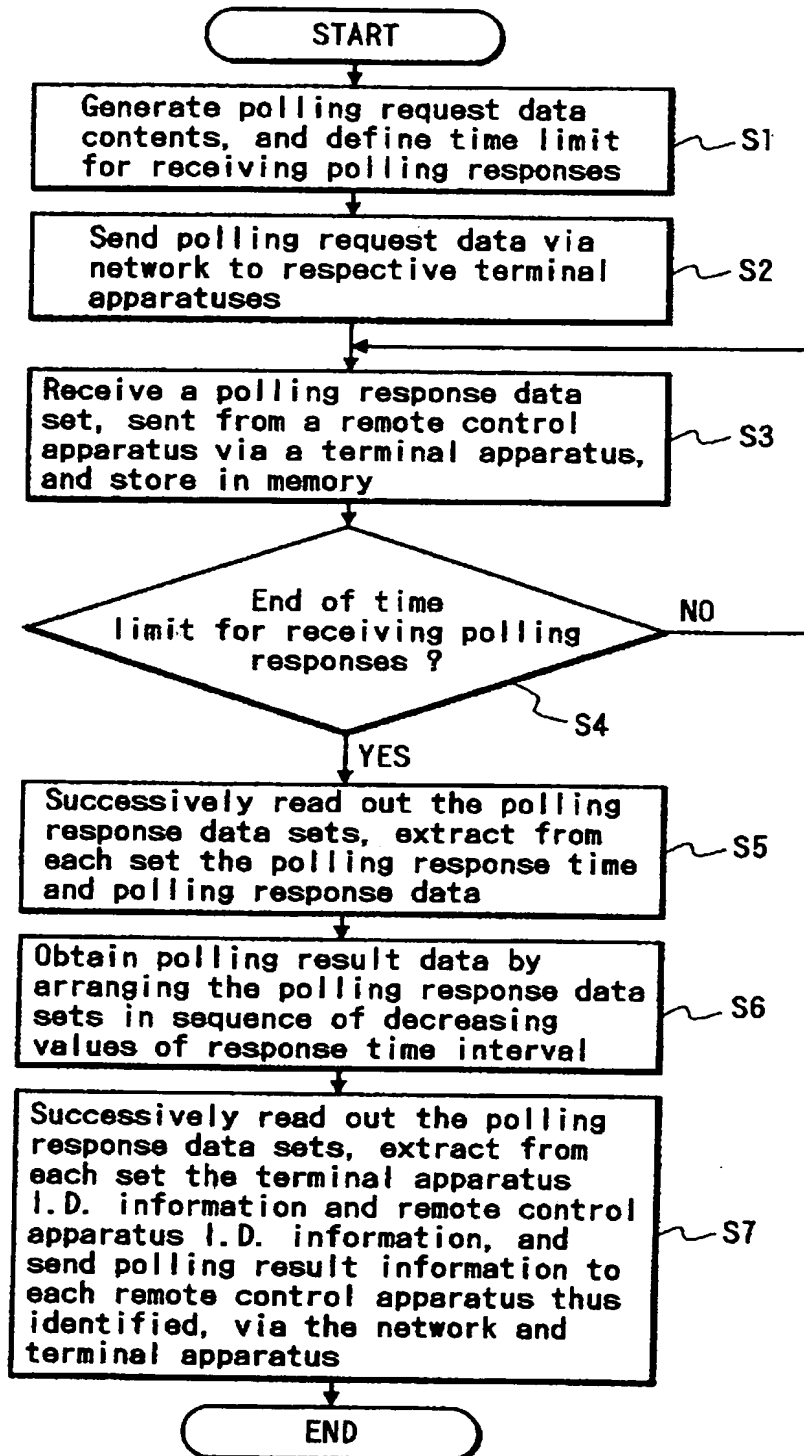 START
Generate polling request data
contents, and define time limit
for receiving polling responses
S1
Send polling request data via
network to respective terminal
apparatuses
S2
Receive a polling response data
set, sent from a remote control
apparatus via a terminal apparatus,
and store in memory
S3
End of time
limit for receiving polling
responses ?
NO
S4
YES
Successively read out the polling
response data sets, extract from
each set the polling response time
and polling response data
S5
Obtain polling result data by
arranging the polling response data
sets in sequence of decreasing
values of response time interval
S6
Successively read out the polling
response data sets, extract from
each set the terminal apparatus
I.D. information and remote control
apparatus I.D. information, and
send polling result information to
each remote control apparatus thus
identified, via the network and
terminal apparatus
S7
END